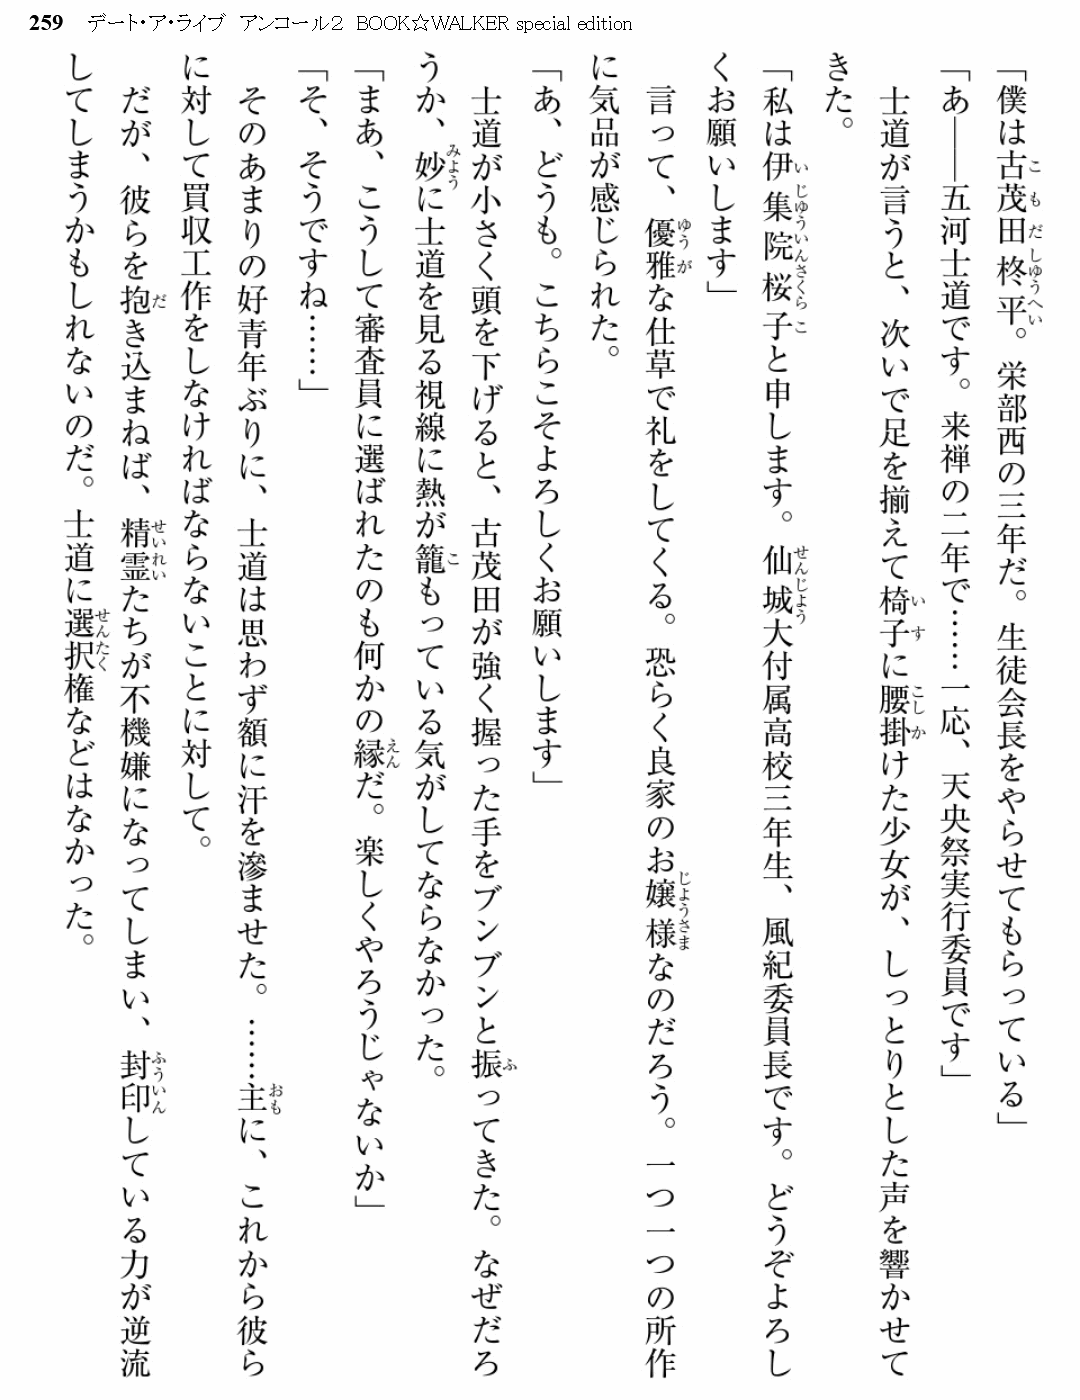 259 デート・ア・ライブ アンコール２ BOOK☆WALKER special edition
「僕は古茂田柊平。栄部西の三年だ。生徒会長をやらせてもらっている」
「あ――五河士道です。来禅の二年で……一応、天央祭実行委員です」
士道が言うと、次いで足を揃えて椅子に腰掛けた少女が、しっとりとした声を響かせて
きた。
「私は伊集院桜子と申します。仙城大付属高校三年生、風紀委員長です。どうぞよろし
くお願いします」
言って、優雅な仕草で礼をしてくる。恐らく良家のお嬢様なのだろう。一つ一つの所作
に気品が感じられた。
「あ、どうも。こちらこそよろしくお願いします」
士道が小さく頭を下げると、古茂田が強く握った手をブンブンと振ってきた。なぜだろ
うか、妙に士道を見る視線に熱が籠もっている気がしてならなかった。
「まあ、こうして審査員に選ばれたのも何かの縁だ。楽しくやろうじゃないか」
「そ、そうですね……」
そのあまりの好青年ぶりに、士道は思わず額に汗を滲ませた。……主に、これから彼ら
に対して買収工作をしなければならないことに対して。
だが、彼らを抱き込まねば、精霊たちが不機嫌になってしまい、封印している力が逆流
してしまうかもしれないのだ。士道に選択権などはなかった。